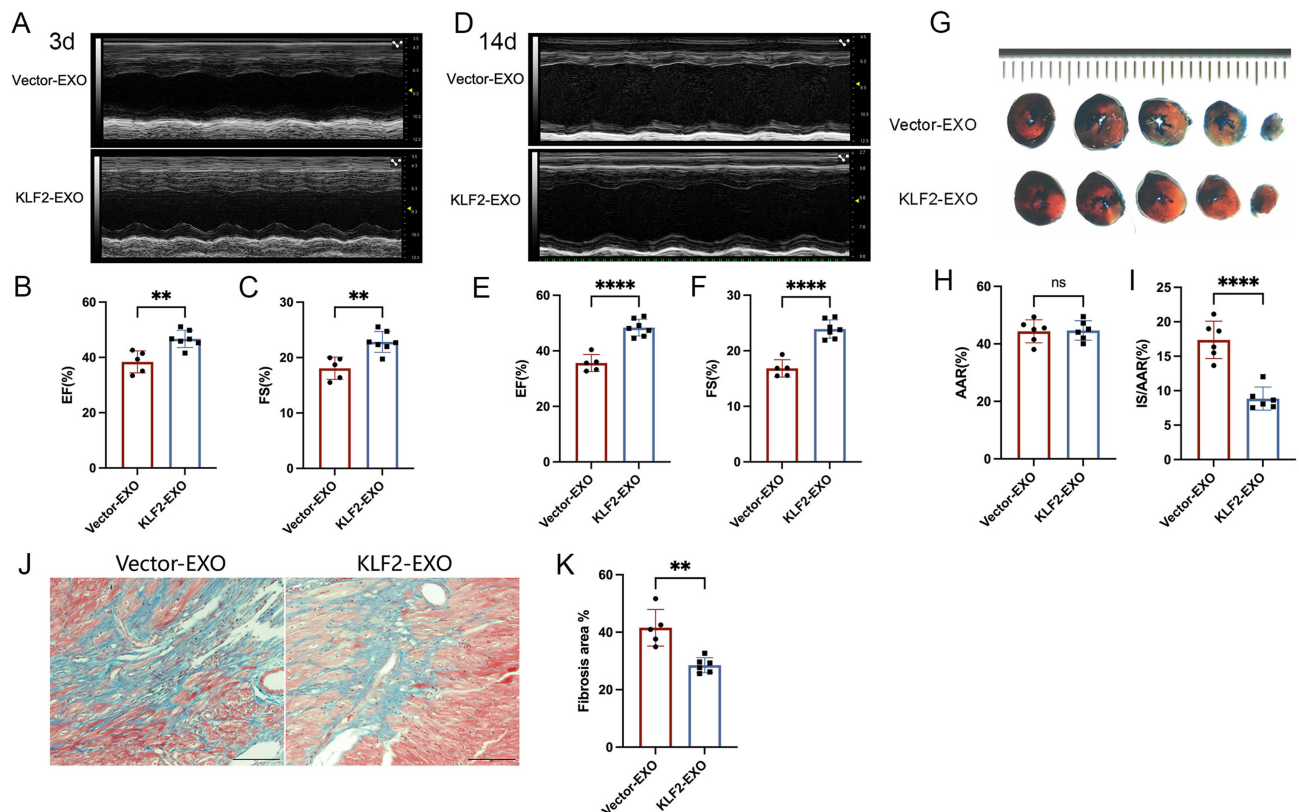 A
3d
Vector-EXO
KLF2-EXO
D
14d
Vector-EXO
KLF2-EXO
G
Vector-EXO
KLF2-EXO
B
**
EF(%)
60
40
20
0
Vector-EXO
KLF2-EXO
C
**
FS(%)
30
20
10
0
Vector-EXO
KLF2-EXO
E
****
EF(%)
60
40
20
0
Vector-EXO
KLF2-EXO
F
****
FS(%)
30
20
10
0
Vector-EXO
KLF2-EXO
H
ns
AAR(%)
60
40
20
0
Vector-EXO
KLF2-EXO
I
****
IS/AAR(%)
25
20
15
10
5
0
Vector-EXO
KLF2-EXO
J
Vector-EXO
KLF2-EXO
K
**
Fibrosis area %
60
40
20
0
Vector-EXO
KLF2-EXO